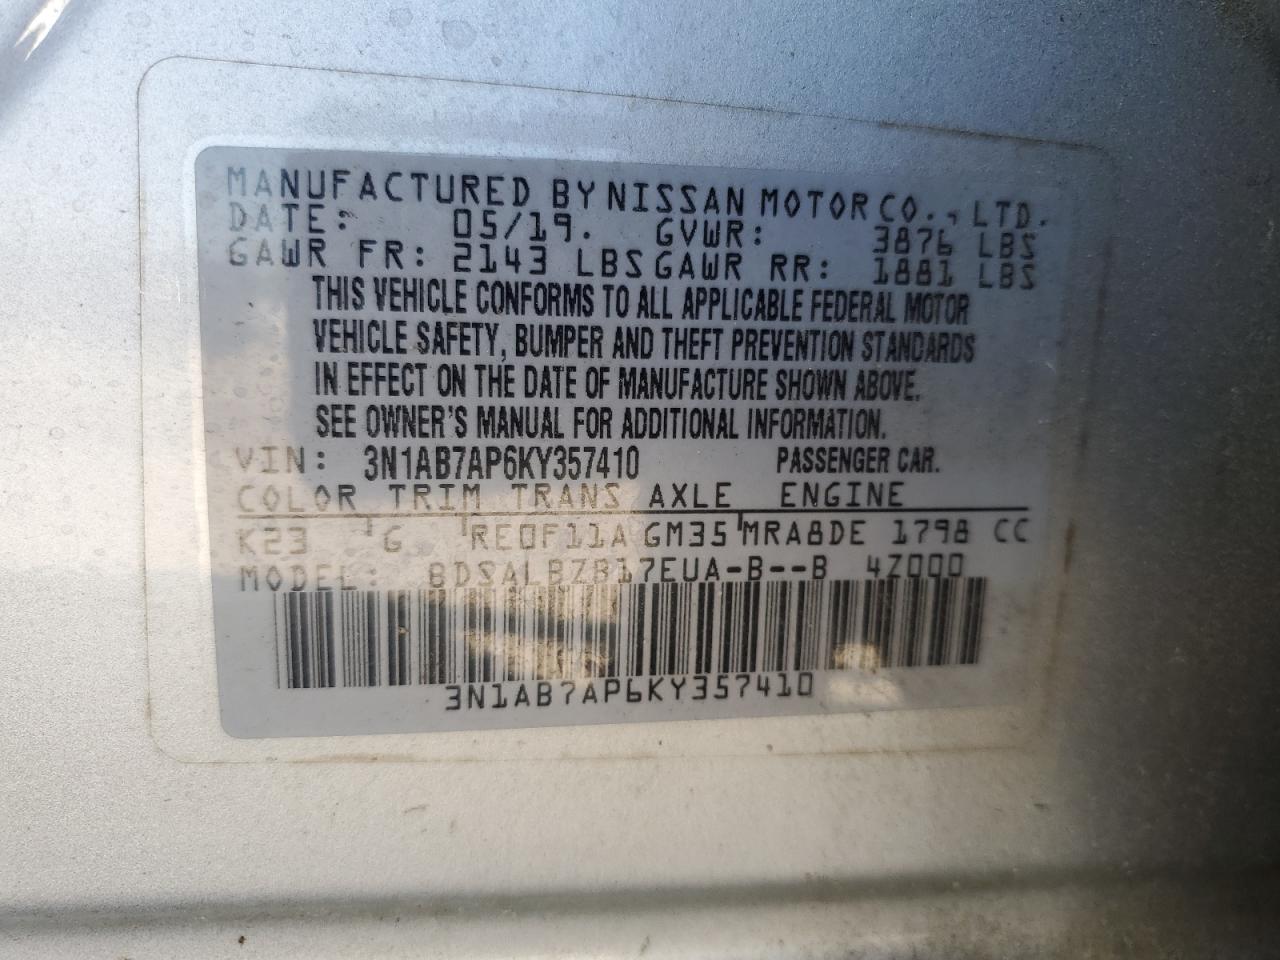 MANUFACTURED BY NISSAN MOTOR CO., LTD.
DATE: 05/19. GVWR: 3876 LBS
GAWR FR: 2143 LBS GAWR RR: 1881 LBS
THIS VEHICLE CONFORMS TO ALL APPLICABLE FEDERAL MOTOR
VEHICLE SAFETY, BUMPER AND THEFT PREVENTION STANDARDS
IN EFFECT ON THE DATE OF MANUFACTURE SHOWN ABOVE.
SEE OWNER'S MANUAL FOR ADDITIONAL INFORMATION.
VIN: 3N1AB7AP6KY357410 PASSENGER CAR.
COLOR TRIM TRANS AXLE ENGINE
K23 G RE0F11A GM35 MRA8DE 1798 CC
MODEL: BDSALBZB17EUA-B--B 4Z000
3N1AB7AP6KY357410